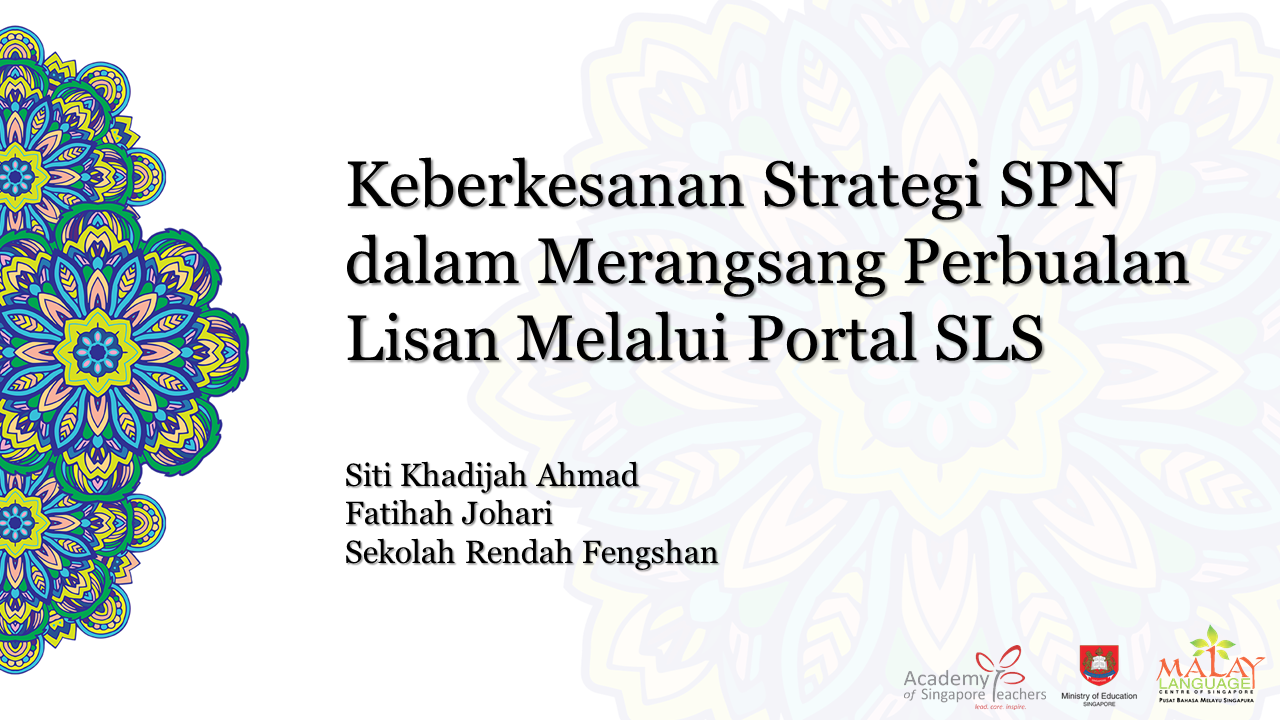 Keberkesanan Strategi SPN
dalam Merangsang Perbualan
Lisan Melalui Portal SLS
Siti Khadijah Ahmad
Fatihah Johari
Sekolah Rendah Fengshan
Academy
of Singapore Teachers
lead. care. inspire.
Ministry of Education
SINGAPORE
MALAY
LANGUAGE
CENTRE OF SINGAPORE
PUSAT BAHASA MELAYU SINGAPURA